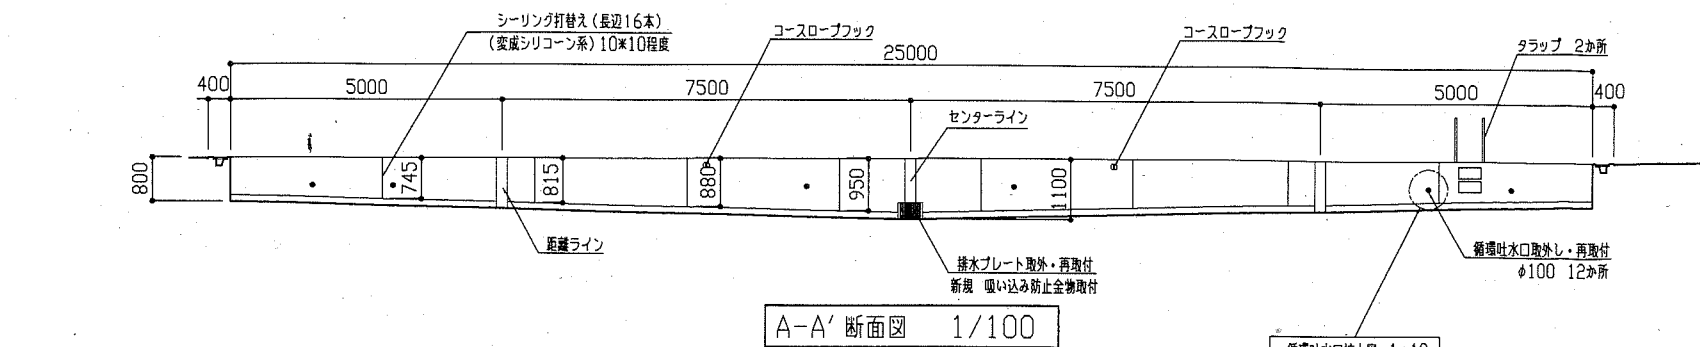 シーリング打替え(長辺16本)
(変成シリコーン系)10*10程度
コースロープフック
コースロープフック
タラップ 2か所
25000
400
5000
7500
7500
5000
400
センターライン
800
745
815
880
950
1100
距離ライン
排水プレート取外・再取付
新規 吸い込み防止金物取付
循環吐水口取外し・再取付
φ100 12か所
A-A' 断面図 1/100